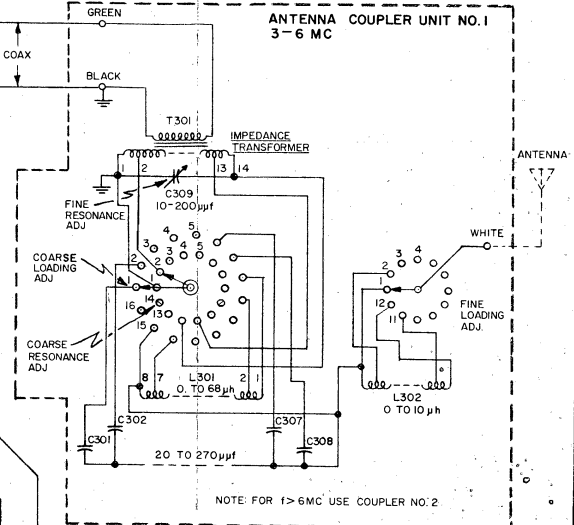 ANTENNA COUPLER UNIT NO. 1
3-6 MC
GREEN
COAX
BLACK
T301
IMPEDANCE
TRANSFORMER
1 2 13 14
C309
10-200µµf
FINE
RESONANCE
ADJ
ANTENNA
WHITE
COARSE
LOADING
ADJ
5
4
3
2
1
5
4
3
2
1
14
13
16
15
COARSE
RESONANCE
ADJ
4
3
2
1
12
11
FINE
LOADING
ADJ.
8 7 2 1
L301
0. TO 68µh
L302
0 TO 10µh
C301
C302
C307
C308
20 TO 270µµf
NOTE: FOR f>6MC USE COUPLER NO. 2